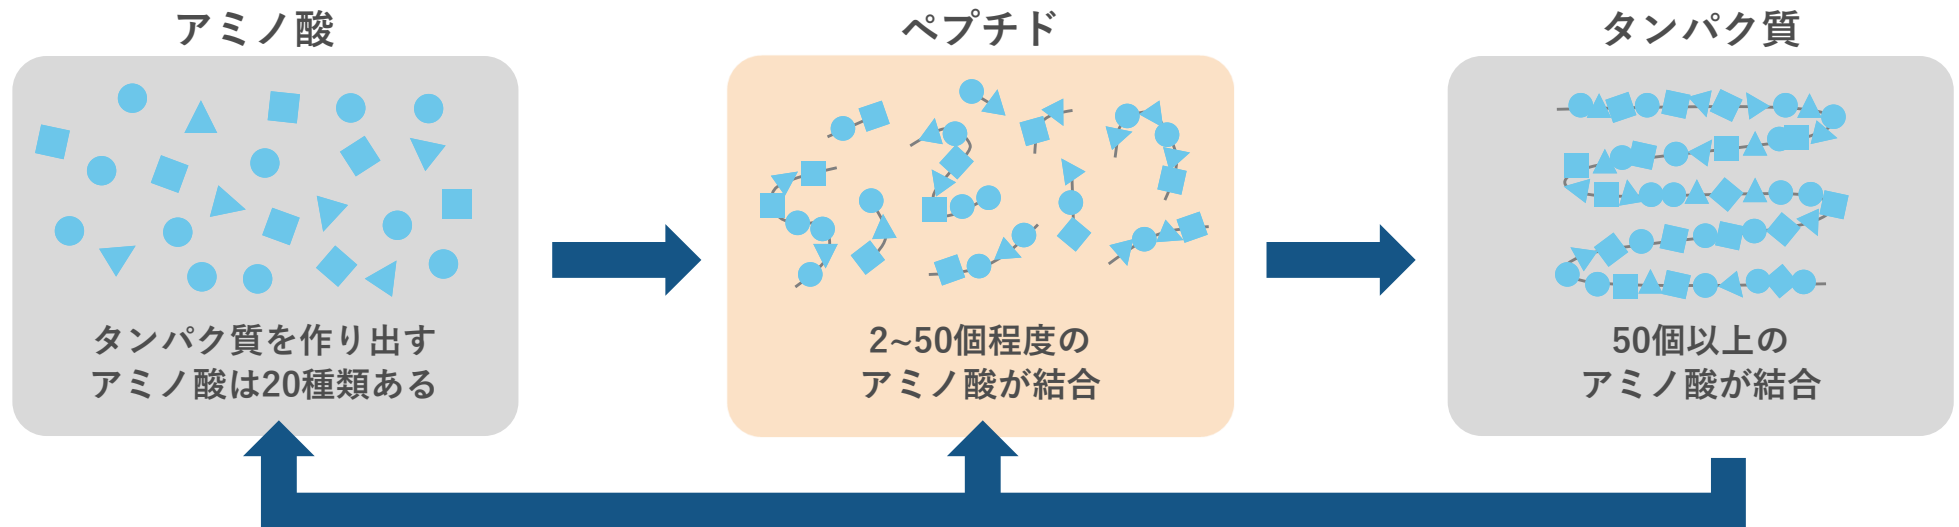 アミノ酸
タンパク質を作り出す
アミノ酸は20種類ある
ペプチド
2~50個程度の
アミノ酸が結合
タンパク質
50個以上の
アミノ酸が結合